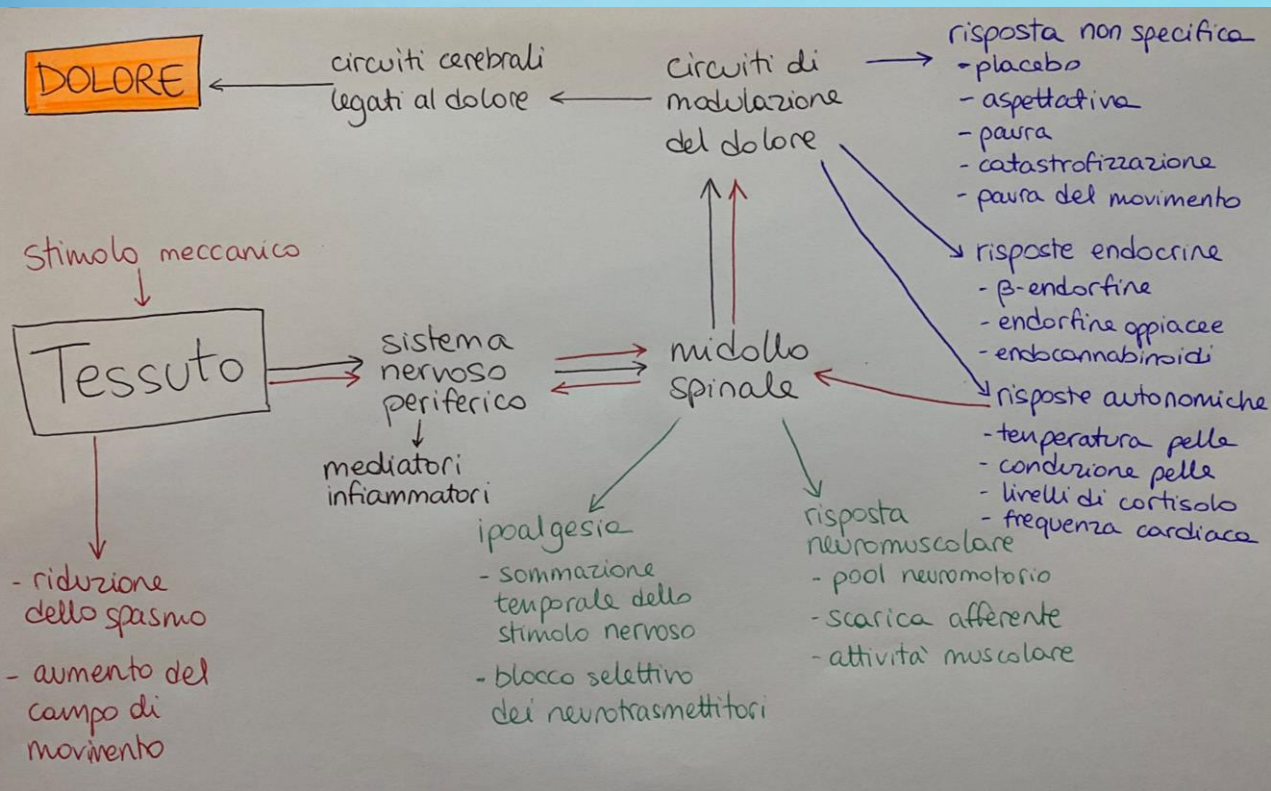 DOLORE
circuiti cerebrali
legati al dolore
circuiti di
modulazione
del dolore
risposta non specifica
- placebo
- aspettativa
- paura
- catastrofizzazione
- paura del movimento
stimolo meccanico
Tessuto
sistema
nervoso
periferico
mediatori
infiammatori
midollo
spinale
risposte endocrine
- β-endorfine
- endorfine oppiacee
- endocannabinoidi
risposte autonomiche
- temperatura pelle
- conduzione pelle
- livelli di cortisolo
- frequenza cardiaca
- riduzione
dello spasmo
- aumento del
campo di
movimento
ipoalgesia
- sommazione
temporale dello
stimolo nervoso
- blocco selettivo
dei neurotrasmettitori
risposta
neuromuscolare
- pool neuromotorio
- scarica afferente
- attività muscolare